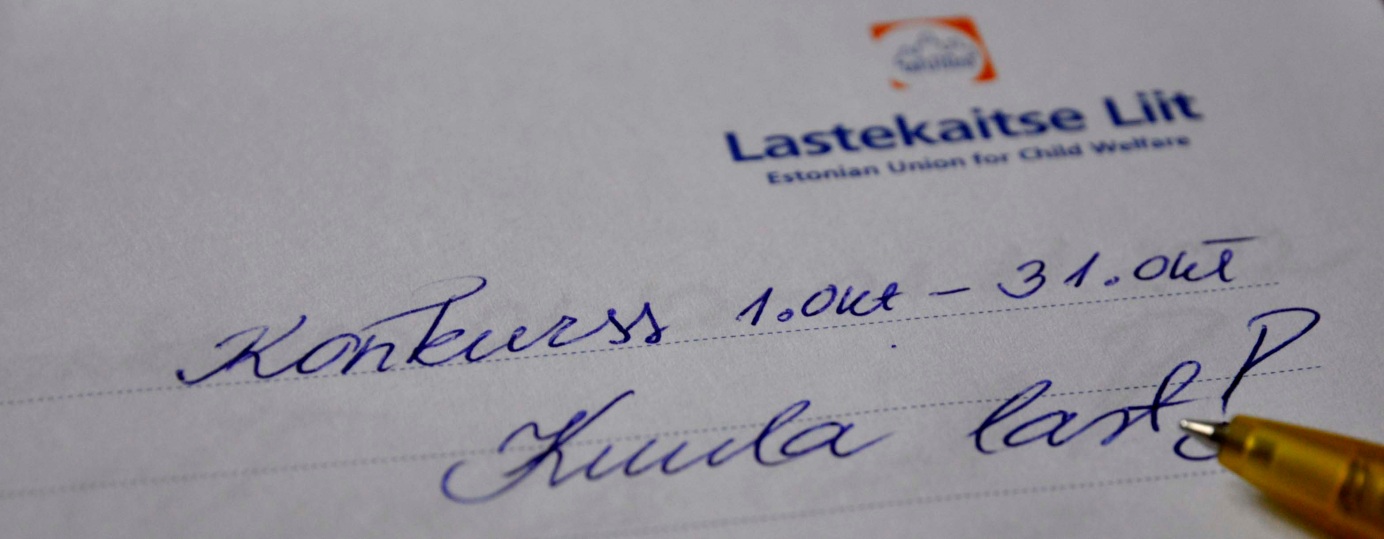 Lastekaitse Liit
Estonian Union for Child Welfare
Konkurss 1.okt – 31.okt
Kuula last!